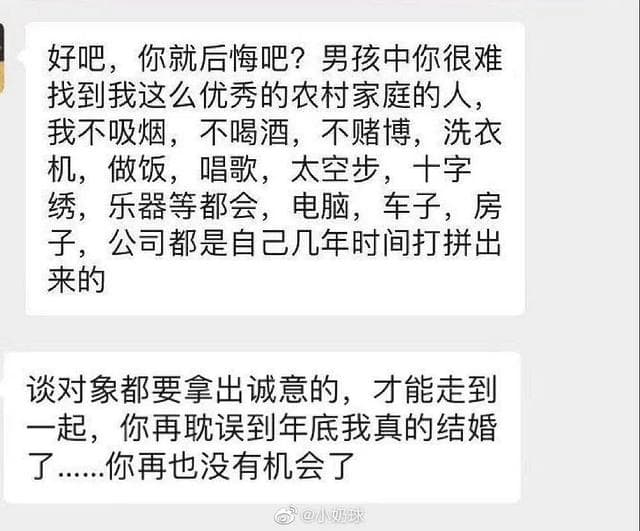 好吧，你就后悔吧？男孩中你很难
找到我这么优秀的农村家庭的人，
我不吸烟，不喝酒，不赌博，洗衣
机，做饭，唱歌，太空步，十字
绣，乐器等都会，电脑，车子，房
子，公司都是自己几年时间打拼出
来的
谈对象都要拿出诚意的，才能走到
一起，你再耽误到年底我真的结婚
了......你再也没有机会了
@小奶球